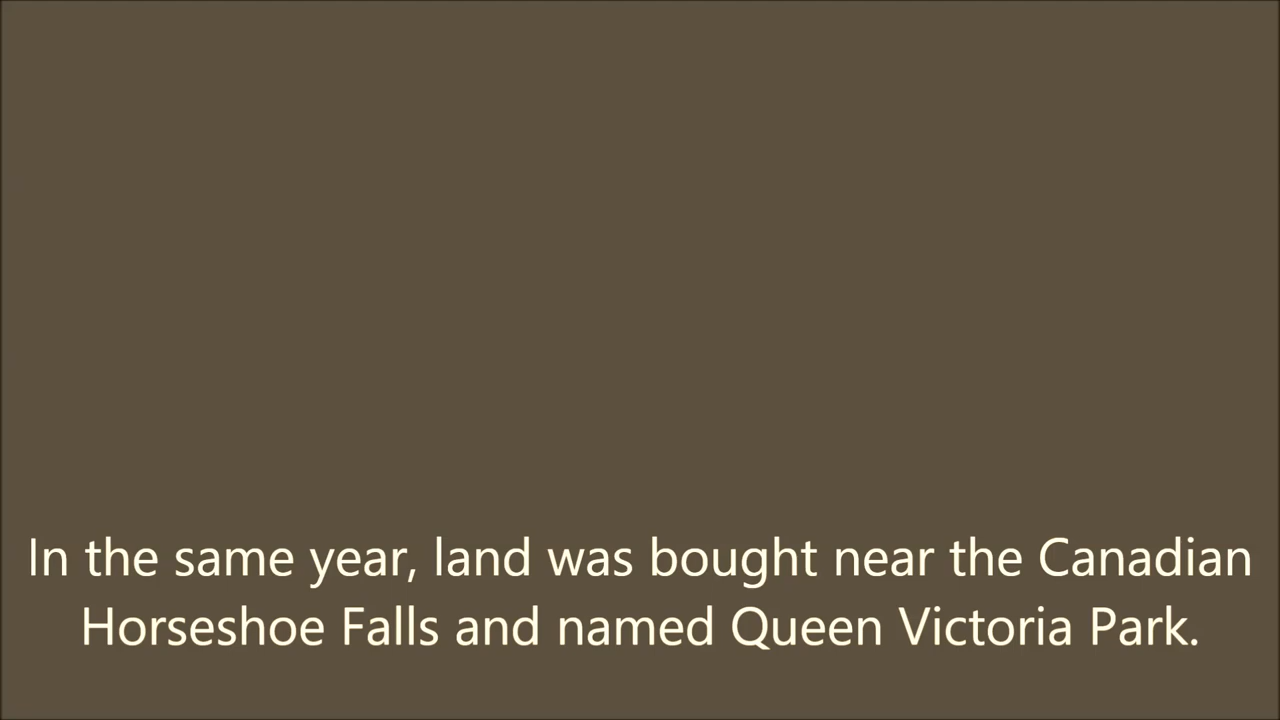 In the same year, land was bought near the Canadian
Horseshoe Falls and named Queen Victoria Park.